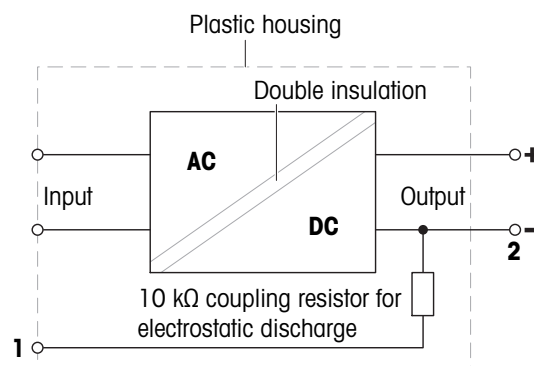 Plastic housing
Double insulation
AC
+
Input
Output
DC
-
2
10 kΩ coupling resistor for
electrostatic discharge
1